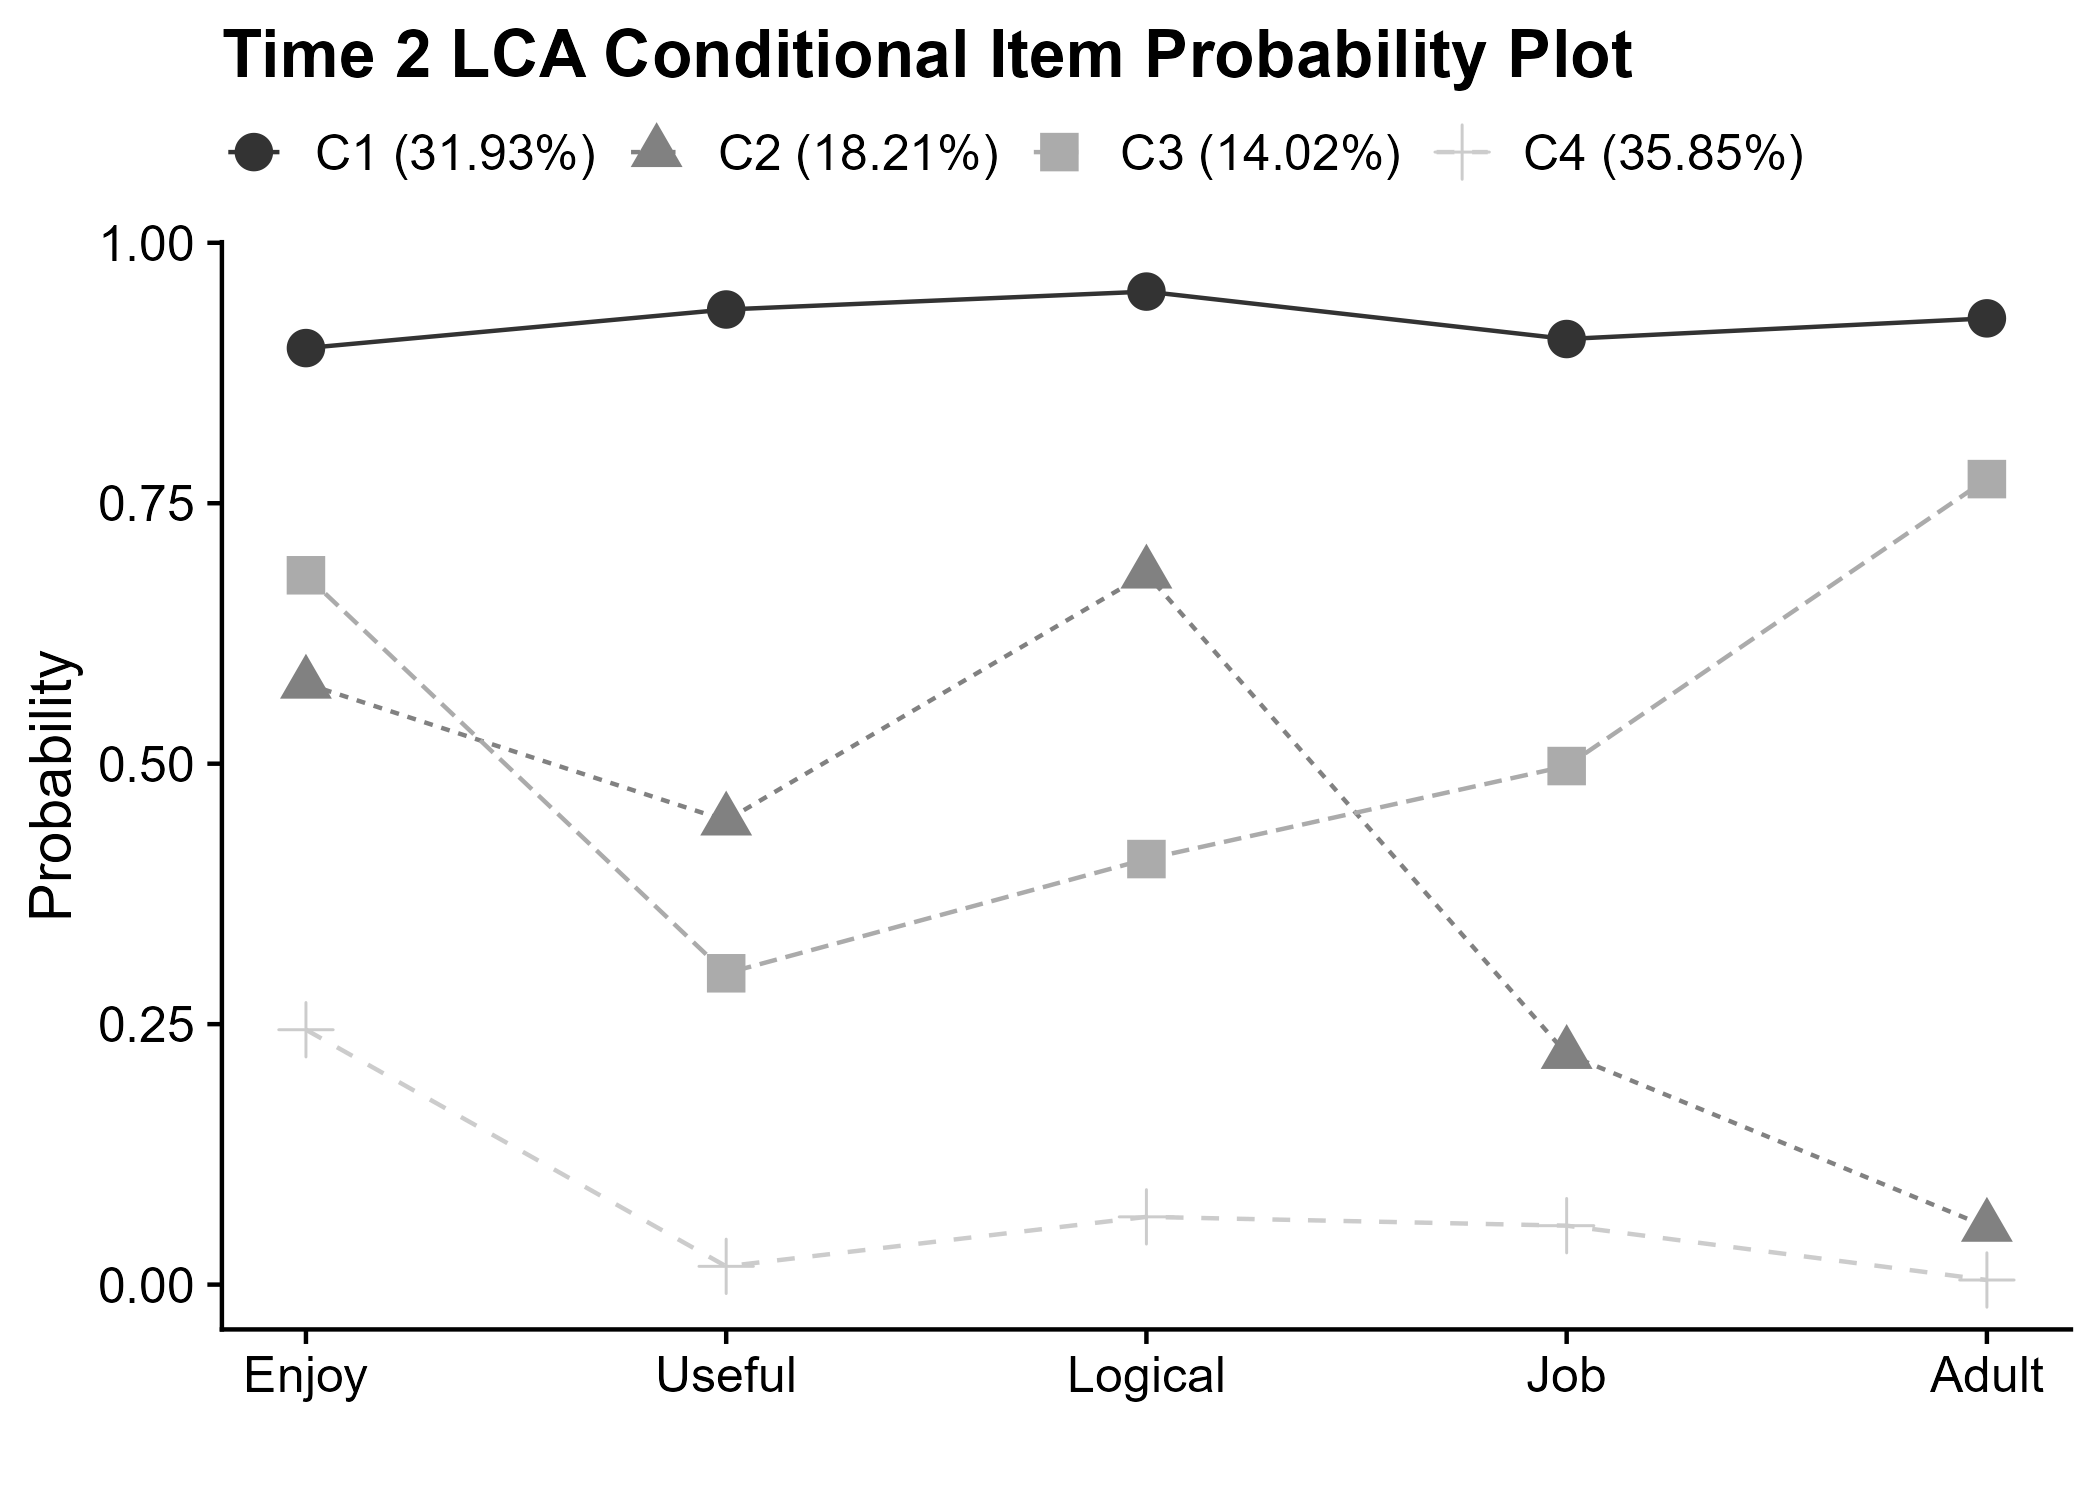 Time 2 LCA Conditional Item Probability Plot
C1 (31.93%) C2 (18.21%) C3 (14.02%) C4 (35.85%)
1.00
0.75
0.50
0.25
0.00
Probability
Enjoy Useful Logical Job Adult